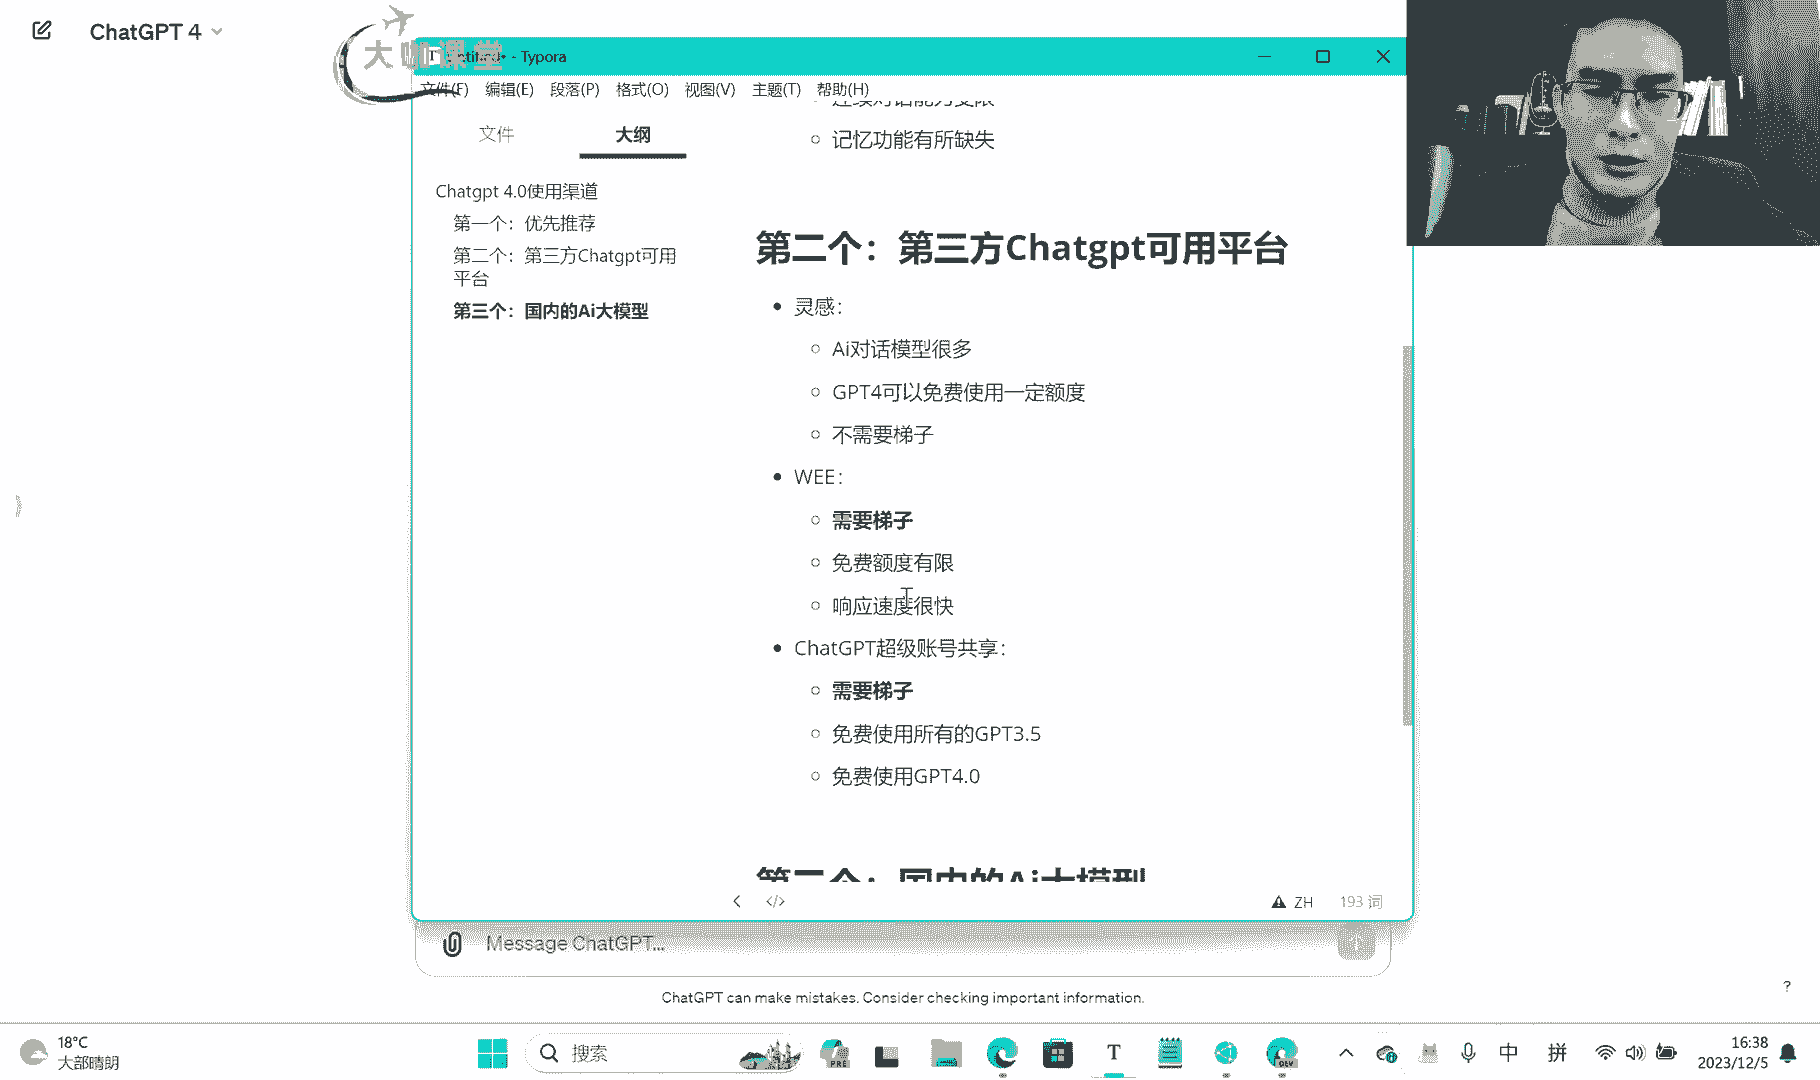 ChatGPT 4
大咖课堂
- Typora
文件(F) 编辑(E) 段落(P) 格式(O) 视图(V) 主题(T) 帮助(H)
文件 大纲
Chatgpt 4.0使用渠道
第一个：优先推荐
第二个：第三方Chatgpt可用
平台
第三个：国内的Ai大模型
连续对话能力受限
记忆功能有所缺失
第二个：第三方Chatgpt可用平台
灵感：
Ai对话模型很多
GPT4可以免费使用一定额度
不需要梯子
WEE：
需要梯子
免费额度有限
响应速度很快
ChatGPT超级账号共享：
需要梯子
免费使用所有的GPT3.5
免费使用GPT4.0
国内的Ai大模型
ZH 193 词
Message ChatGPT...
ChatGPT can make mistakes. Consider checking important information.
?
18°C
大部晴朗
搜索
PRE
DEV
中 拼
16:38
2023/12/5